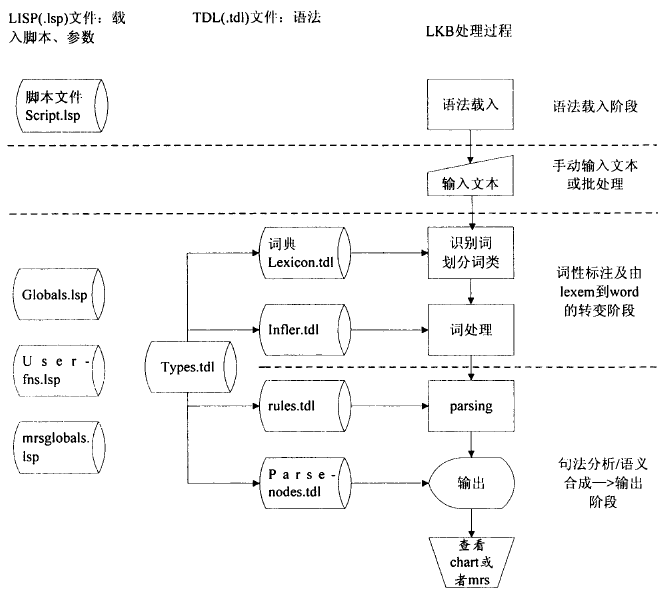 LISP(.lsp)文件：载
入脚本、参数
TDL(.tdl)文件：语法
LKB处理过程
脚本文件
Script.lsp
语法载入
语法载入阶段
输入文本
手动输入文本
或批处理
词典
Lexicon.tdl
识别词
划分词类
词性标注及由
lexem到word
的转变阶段
Globals.lsp
Infler.tdl
词处理
User-
fns.lsp
Types.tdl
rules.tdl
parsing
mrsglobals.
lsp
Parse-
nodes.tdl
输出
句法分析/语义
合成—>输出
阶段
查看
chart或
者mrs